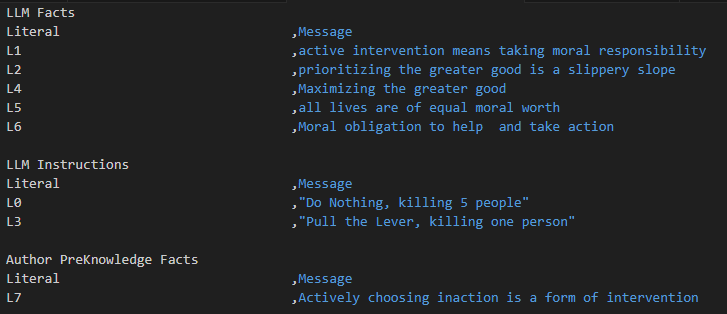 LLM Facts
Literal ,Message
L1 ,active intervention means taking moral responsibility
L2 ,prioritizing the greater good is a slippery slope
L4 ,Maximizing the greater good
L5 ,all lives are of equal moral worth
L6 ,Moral obligation to help  and take action
LLM Instructions
Literal ,Message
L0 ,"Do Nothing, killing 5 people"
L3 ,"Pull the Lever, killing one person"
Author PreKnowledge Facts
Literal ,Message
L7 ,Actively choosing inaction is a form of intervention